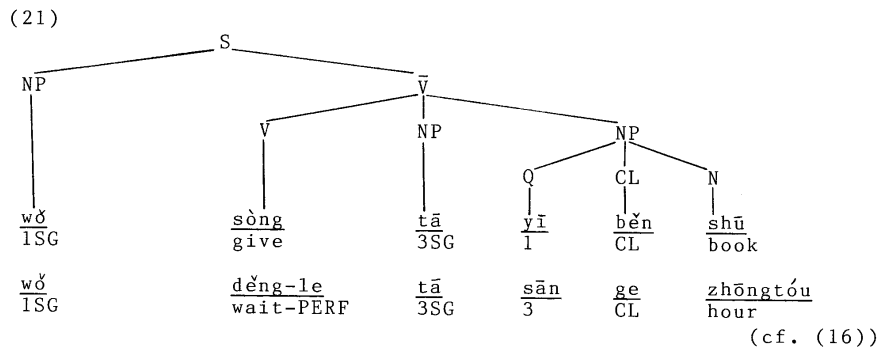 (21)
S
NP V̄
V NP NP
Q CL N
wǒ sòng tā yī běn shū
1SG give 3SG 1 CL book
wǒ děng-le tā sān ge zhōngtóu
1SG wait-PERF 3SG 3 CL hour
(cf. (16))